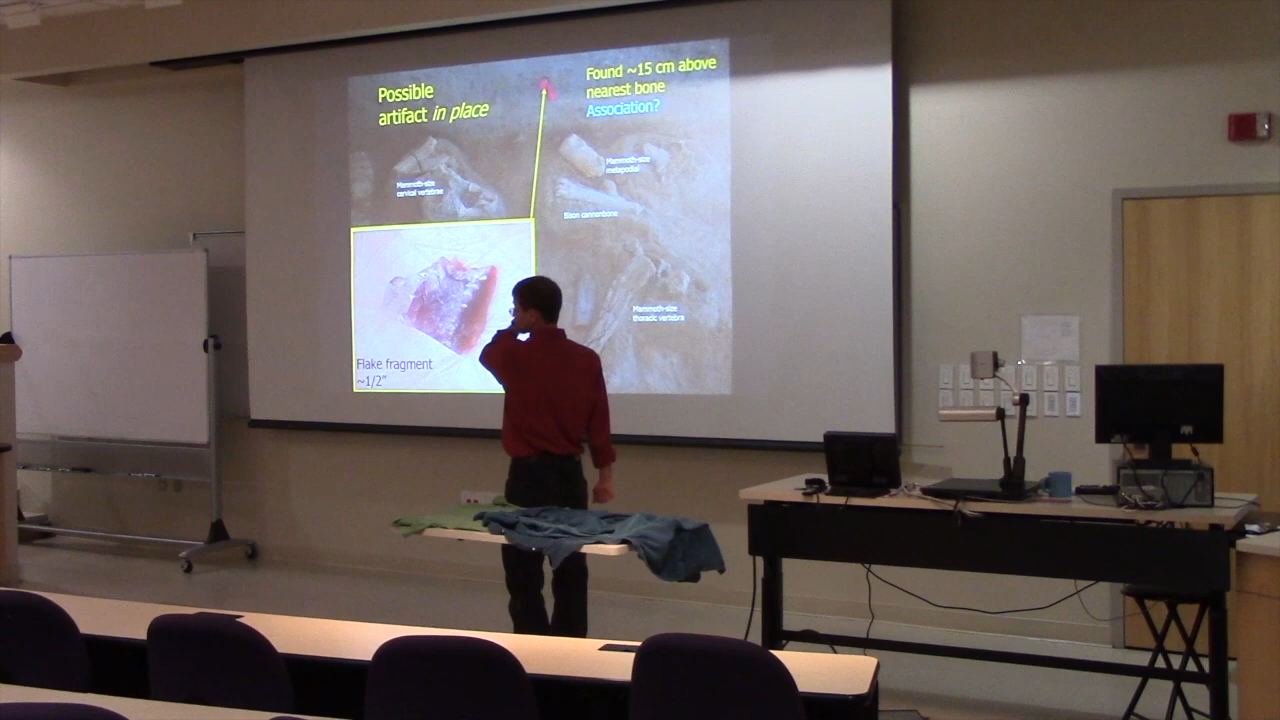 Possible
artifact in place
Found ~15 cm above
nearest bone
Association?
Mammoth-size
cervical vertebrae
Mammoth-size
metapodial
Bison cannonbone
Mammoth-size
thoracic vertebra
Flake fragment
~1/2"